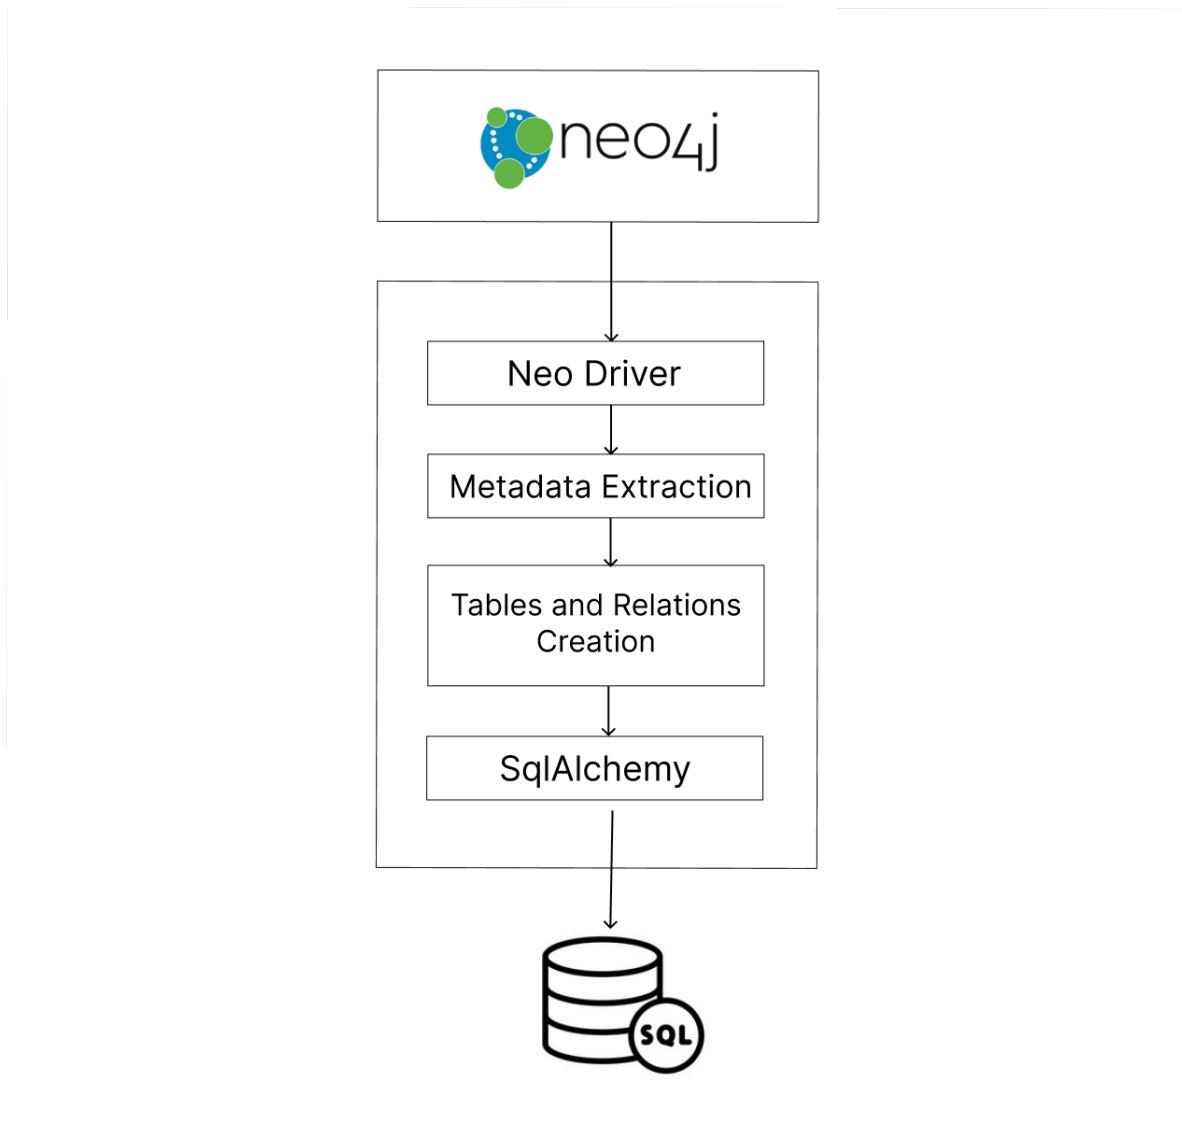 neo4j
Neo Driver
Metadata Extraction
Tables and Relations
Creation
SqlAlchemy
SQL